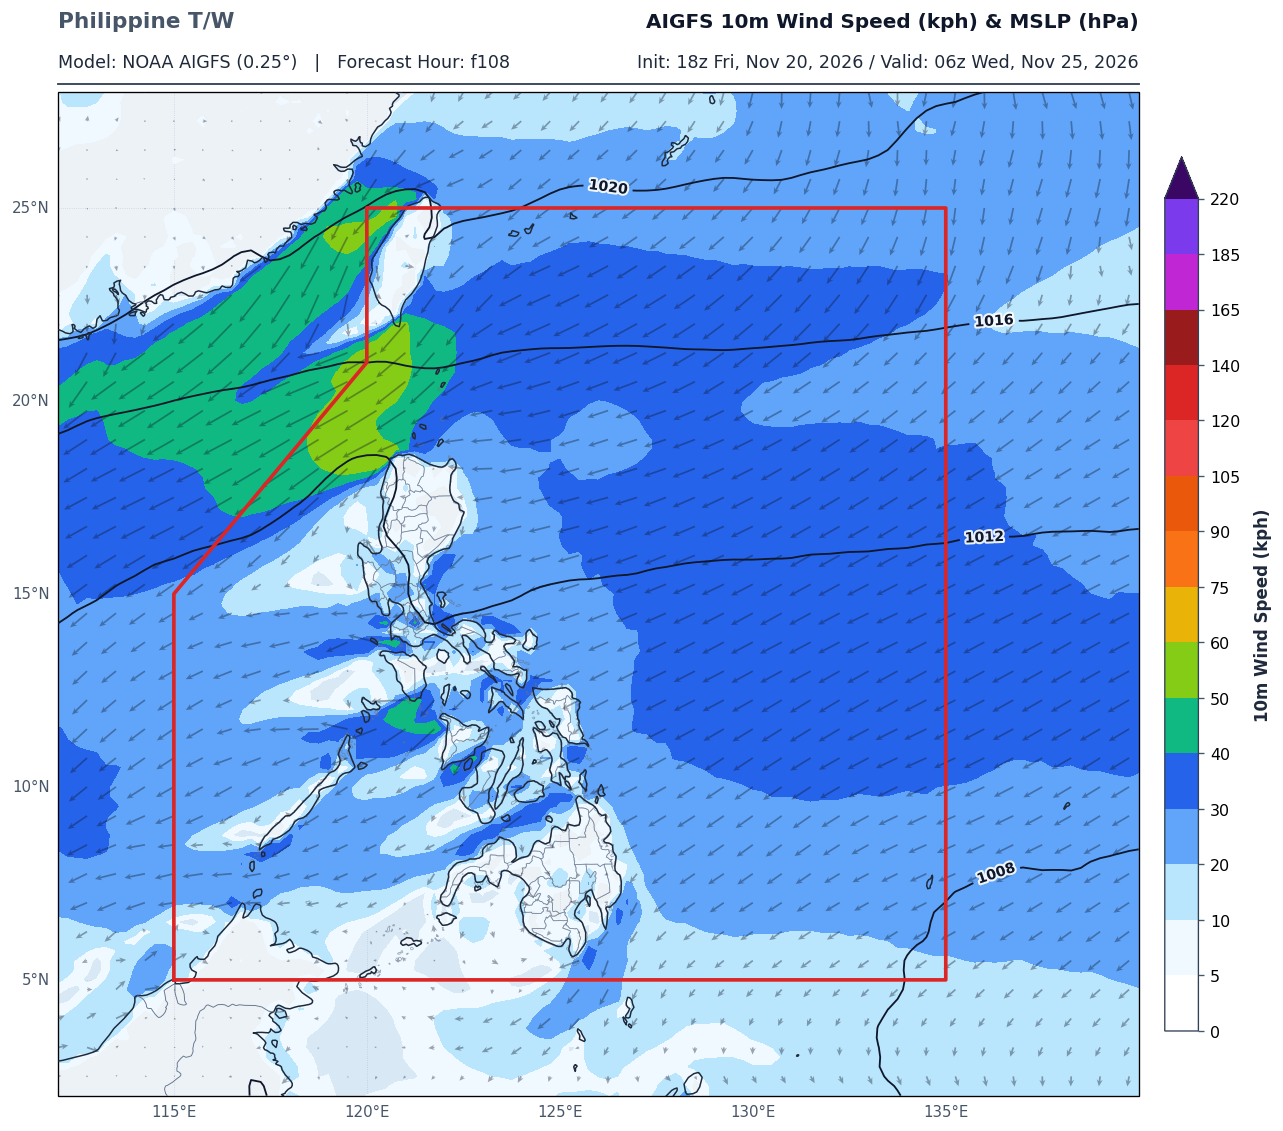 Philippine T/W
AIGFS 10m Wind Speed (kph) & MSLP (hPa)
Model: NOAA AIGFS (0.25°) | Forecast Hour: f108
Init: 18z Fri, Nov 20, 2026 / Valid: 06z Wed, Nov 25, 2026
1020
1016
1012
1008
25°N
20°N
15°N
10°N
5°N
115°E
120°E
125°E
130°E
135°E
220
185
165
140
120
105
90
75
60
50
40
30
20
10
5
0
10m Wind Speed (kph)